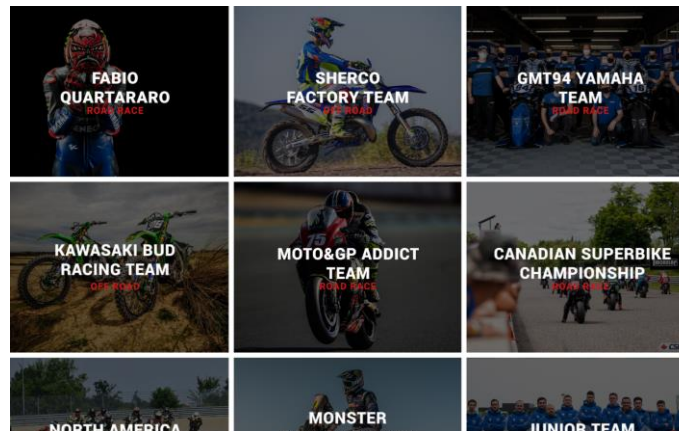 FABIO
QUARTARARO
ROAD RACE
SHERCO
FACTORY TEAM
OFF ROAD
GMT94 YAMAHA
TEAM
ROAD RACE
KAWASAKI BUD
RACING TEAM
OFF ROAD
MOTO&GP ADDICT
TEAM
ROAD RACE
CANADIAN SUPERBIKE
CHAMPIONSHIP
ROAD RACE
NORTH AMERICA
MONSTER
JUNIOR TEAM